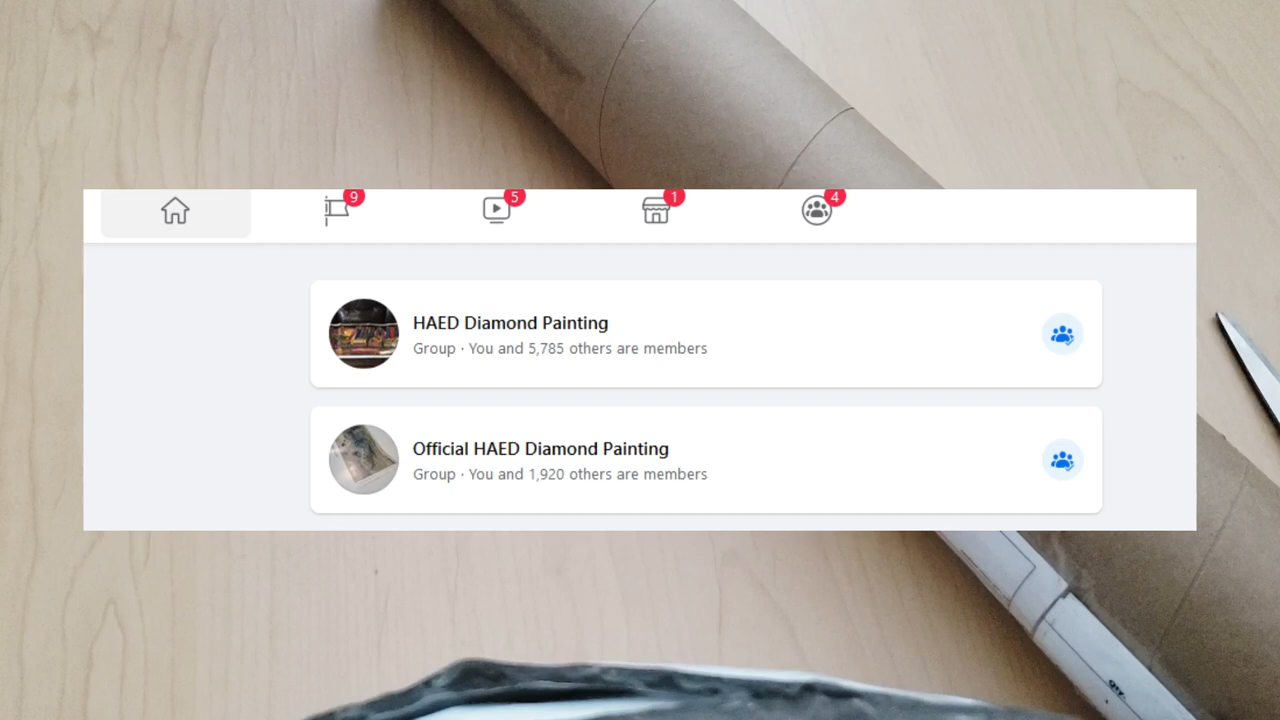 9
5
1
4
HAED Diamond Painting
Group · You and 5,785 others are members
Official HAED Diamond Painting
Group · You and 1,920 others are members